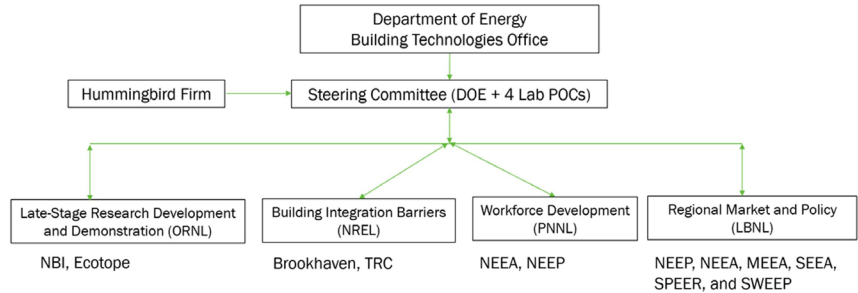 Department of Energy
Building Technologies Office
Hummingbird Firm
Steering Committee (DOE + 4 Lab POCs)
Late-Stage Research Development
and Demonstration (ORNL)
Building Integration Barriers
(NREL)
Workforce Development
(PNNL)
Regional Market and Policy
(LBNL)
NBI, Ecotope
Brookhaven, TRC
NEEA, NEEP
NEEP, NEEA, MEEA, SEEA,
SPEER, and SWEEP